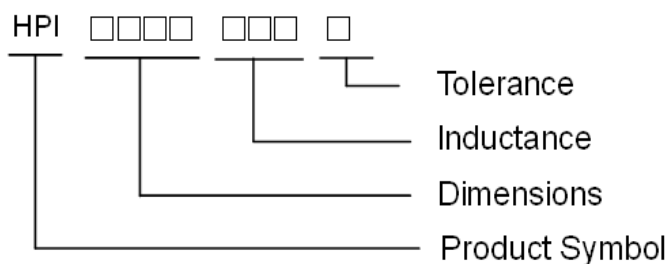 HPI □□□□ □□□ □
Tolerance
Inductance
Dimensions
Product Symbol